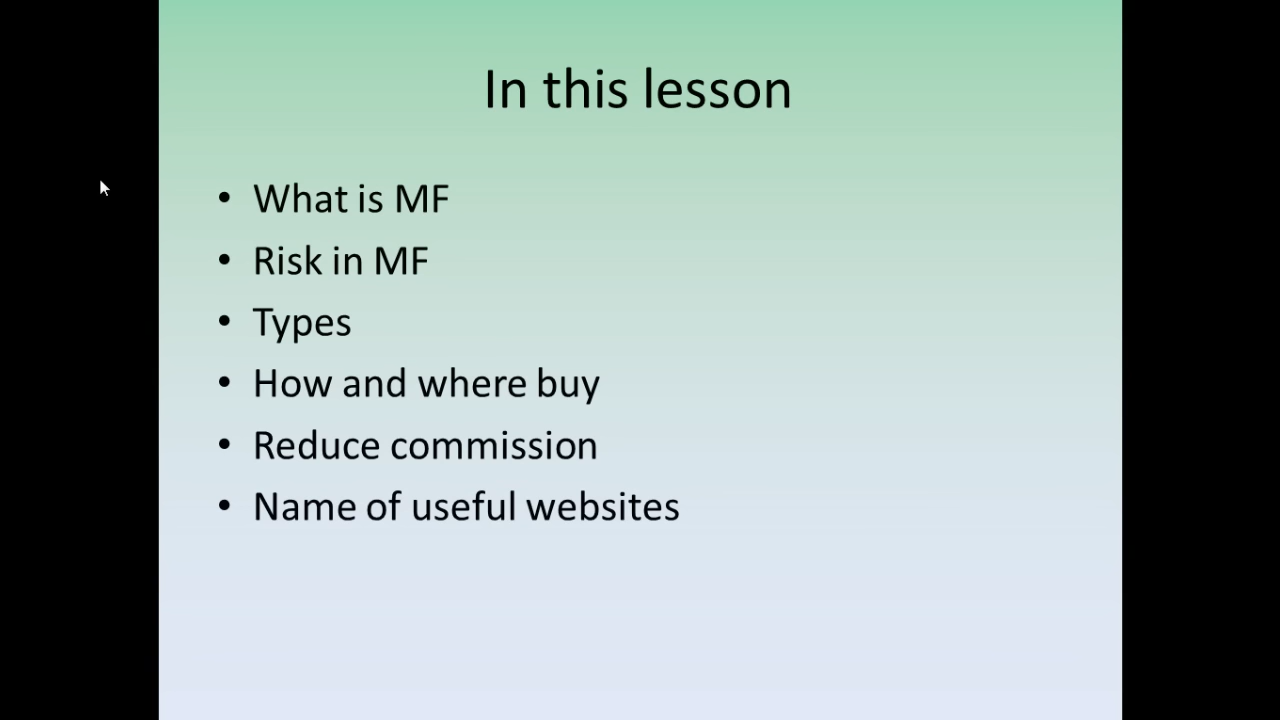 In this lesson
• What is MF
• Risk in MF
• Types
• How and where buy
• Reduce commission
• Name of useful websites